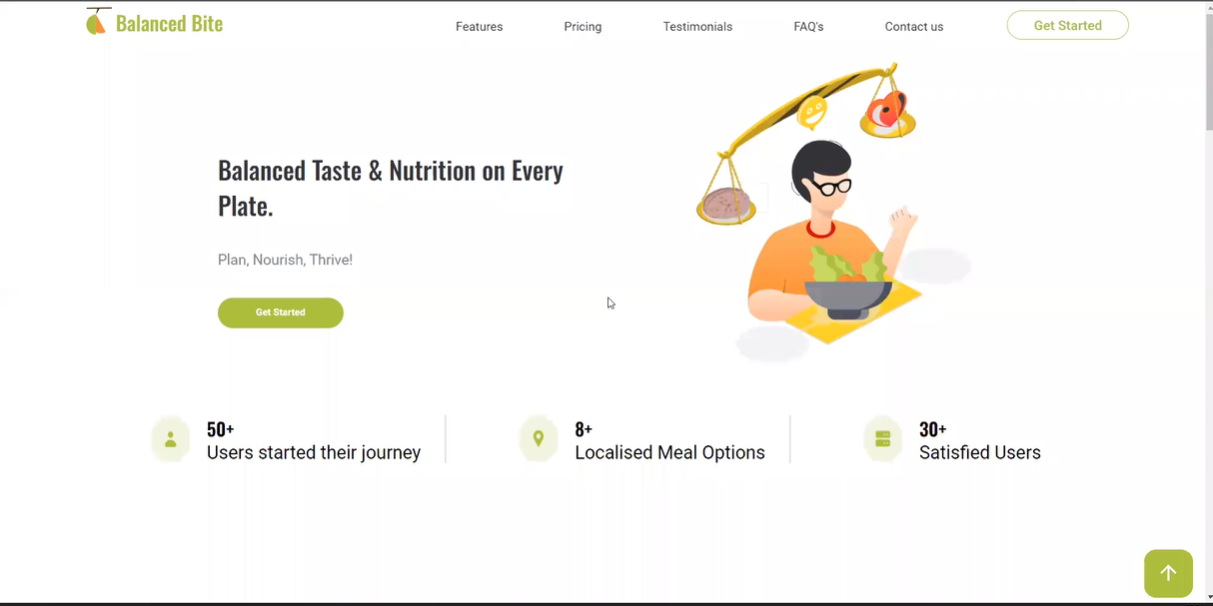 Balanced Bite
Features
Pricing
Testimonials
FAQ's
Contact us
Get Started
Balanced Taste & Nutrition on Every
Plate.
Plan, Nourish, Thrive!
Get Started
50+
Users started their journey
8+
Localised Meal Options
30+
Satisfied Users